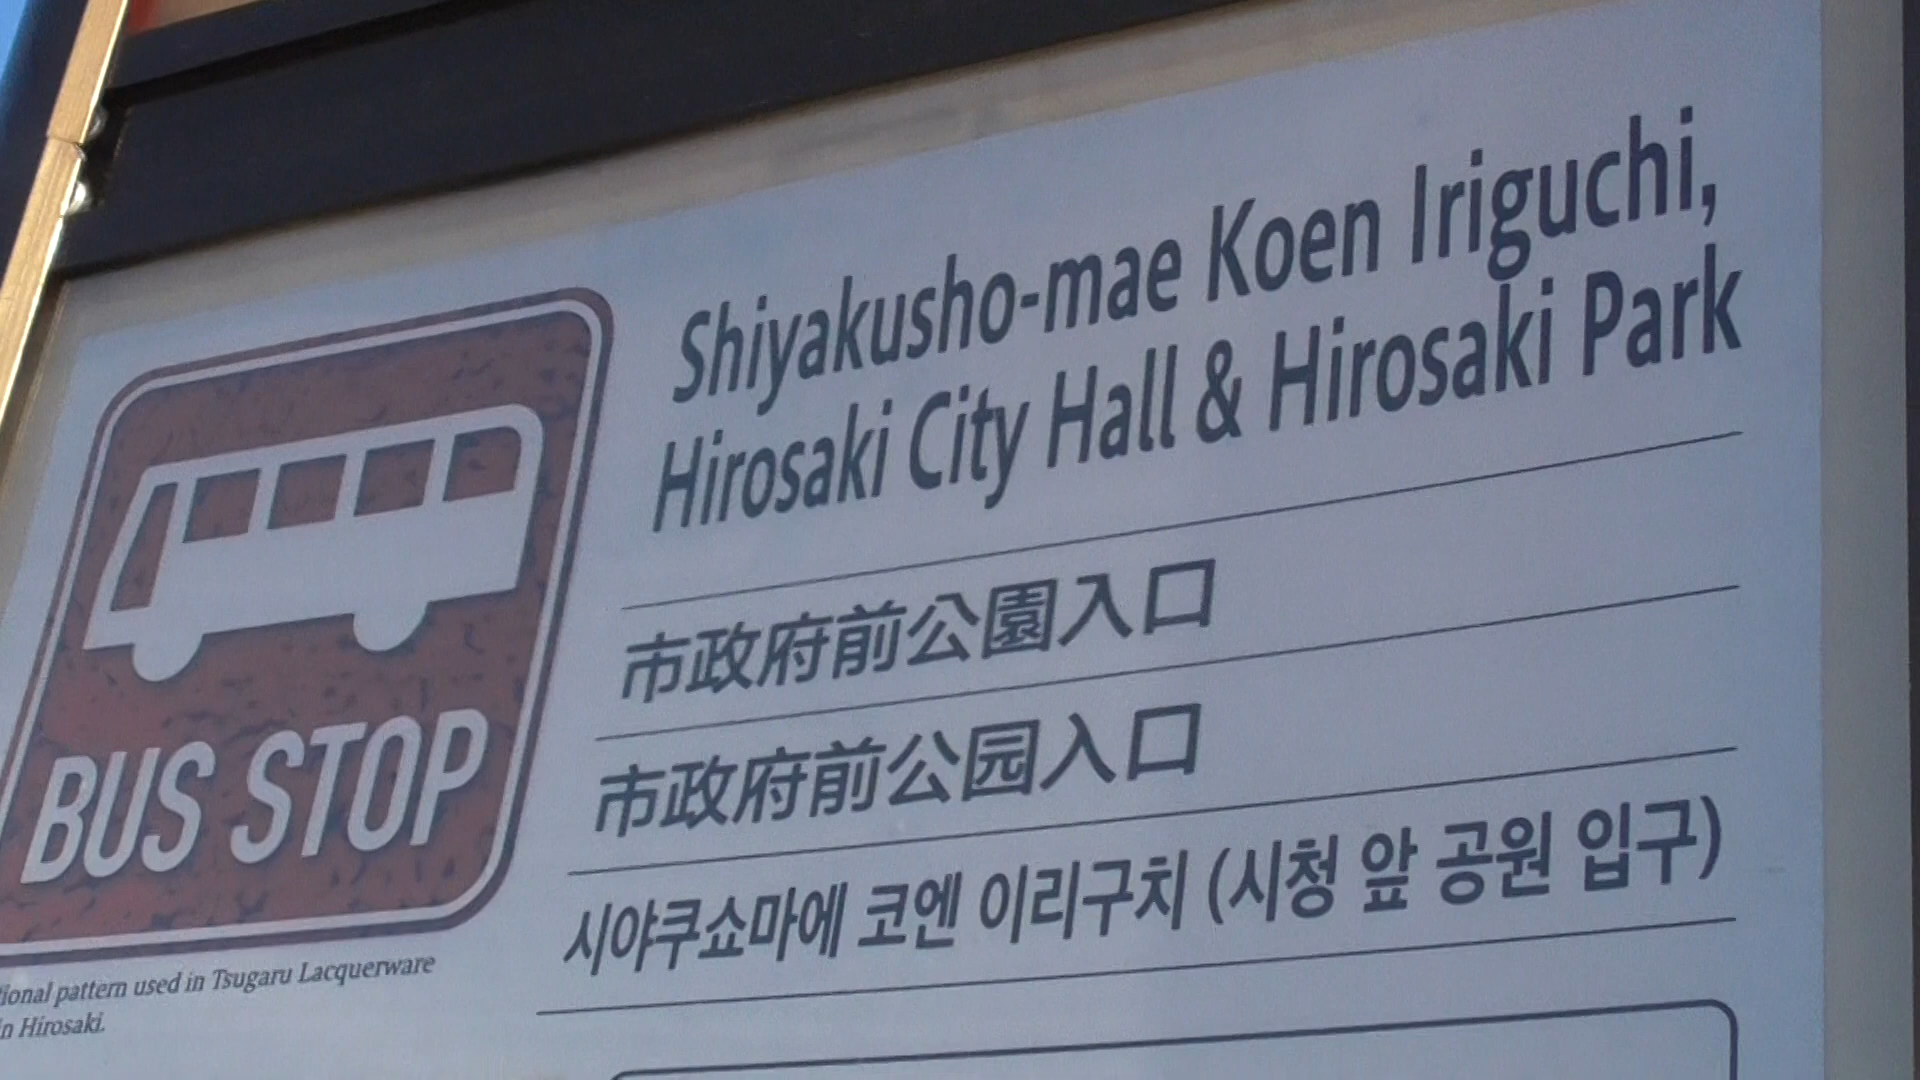 Shiyakusho-mae Koen Iriguchi,
Hirosaki City Hall & Hirosaki Park
市政府前公園入口
市政府前公园入口
시야쿠쇼마에 코엔 이리구치 (시청 앞 공원 입구)
BUS STOP
pattern used in Tsugaru Lacquerware
Hirosaki.